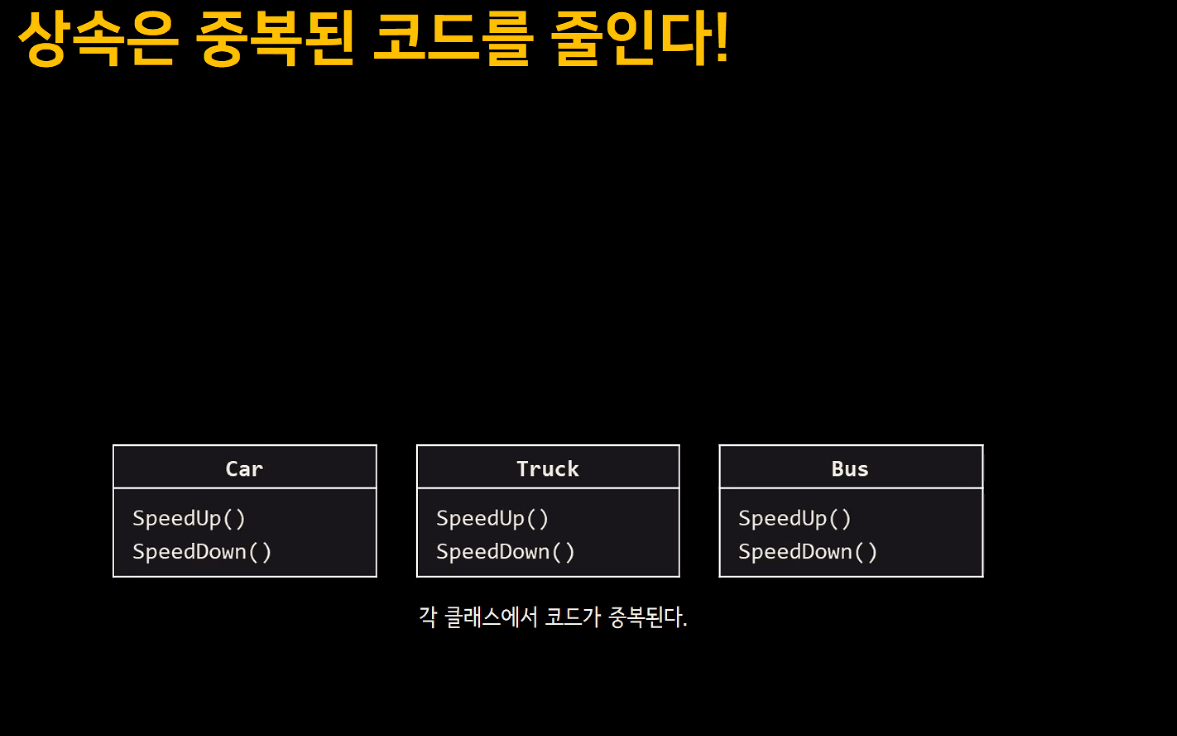 상속은 중복된 코드를 줄인다!
Car
SpeedUp()
SpeedDown()
Truck
SpeedUp()
SpeedDown()
Bus
SpeedUp()
SpeedDown()
각 클래스에서 코드가 중복된다.